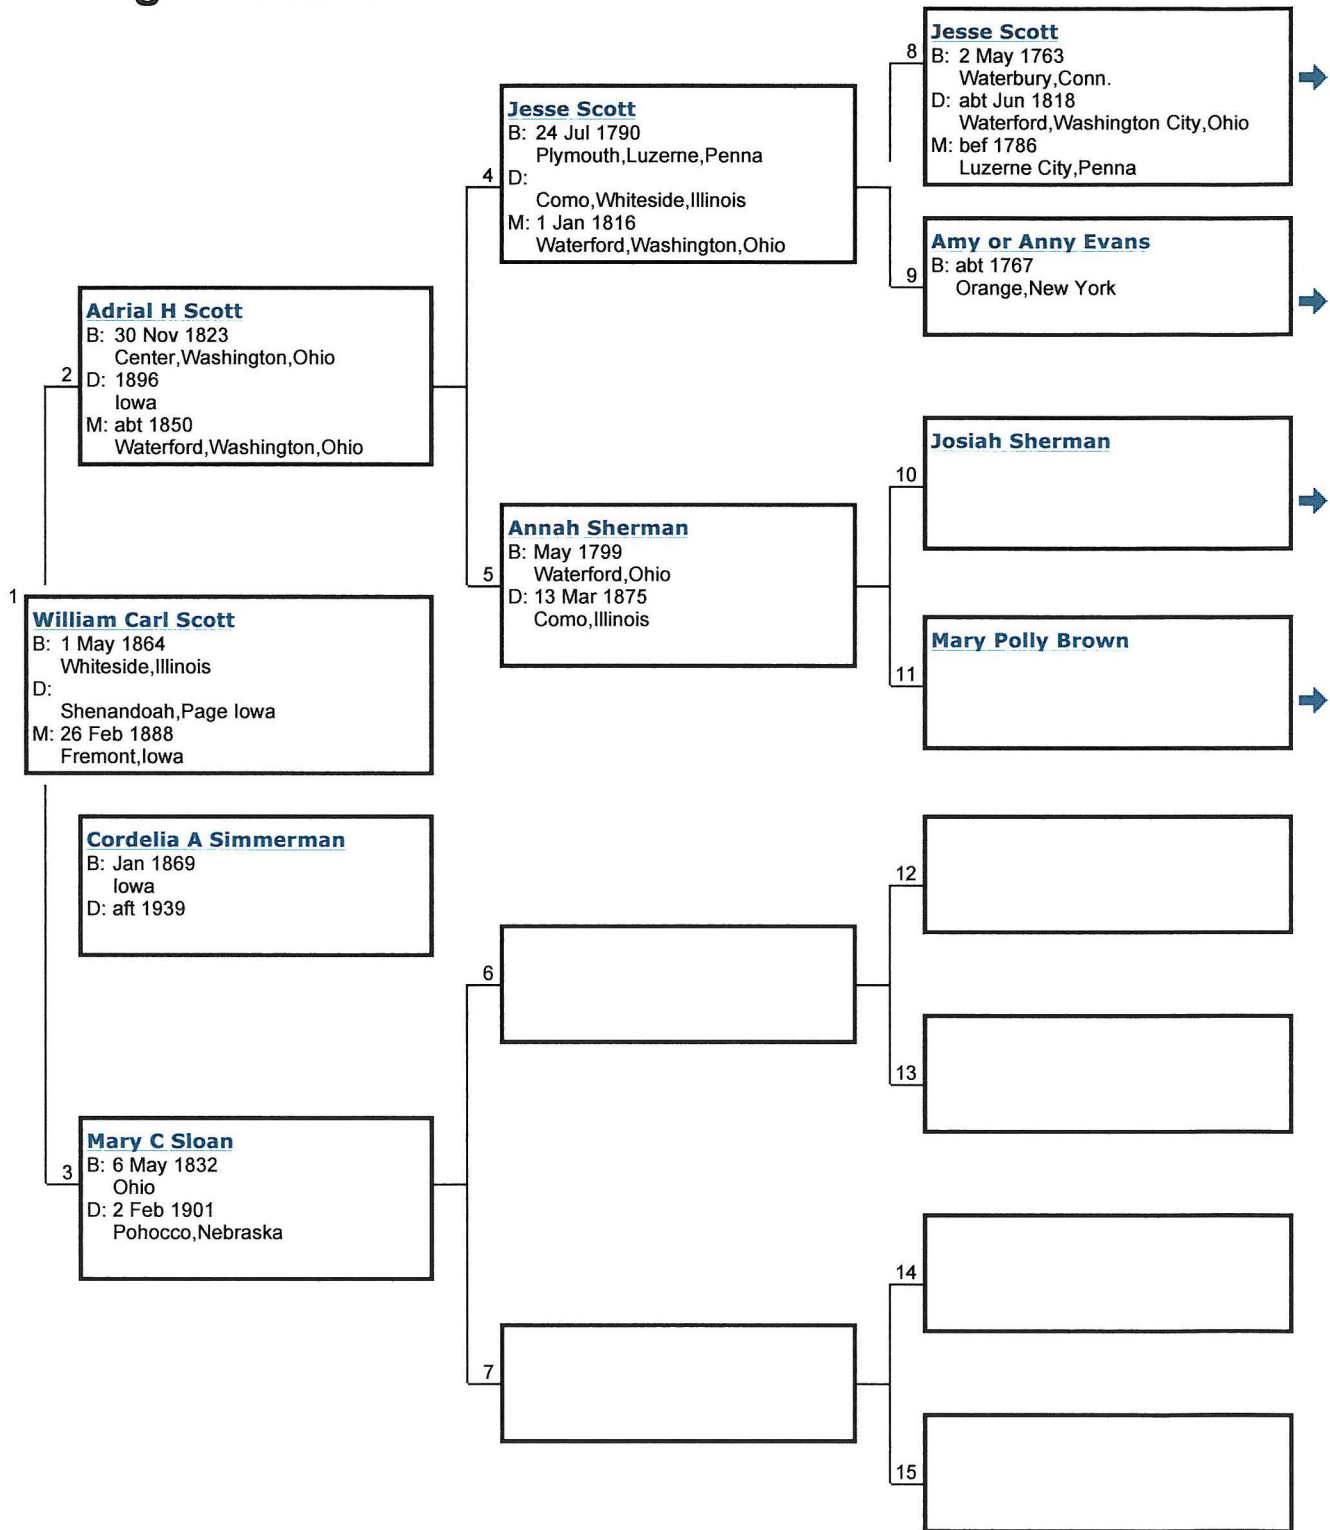 8
Jesse Scott
B: 2 May 1763
Waterbury,Conn.
D: abt Jun 1818
Waterford,Washington City,Ohio
M: bef 1786
Luzerne City,Penna
4
Jesse Scott
B: 24 Jul 1790
Plymouth,Luzerne,Penna
D:
Como,Whiteside,Illinois
M: 1 Jan 1816
Waterford,Washington,Ohio
9
Amy or Anny Evans
B: abt 1767
Orange,New York
2
Adrial H Scott
B: 30 Nov 1823
Center,Washington,Ohio
D: 1896
Iowa
M: abt 1850
Waterford,Washington,Ohio
10
Josiah Sherman
5
Annah Sherman
B: May 1799
Waterford,Ohio
D: 13 Mar 1875
Como,Illinois
11
Mary Polly Brown
1
William Carl Scott
B: 1 May 1864
Whiteside,Illinois
D:
Shenandoah,Page Iowa
M: 26 Feb 1888
Fremont,Iowa
Cordelia A Simmerman
B: Jan 1869
Iowa
D: aft 1939
12
6
13
3
Mary C Sloan
B: 6 May 1832
Ohio
D: 2 Feb 1901
Pohocco,Nebraska
14
7
15